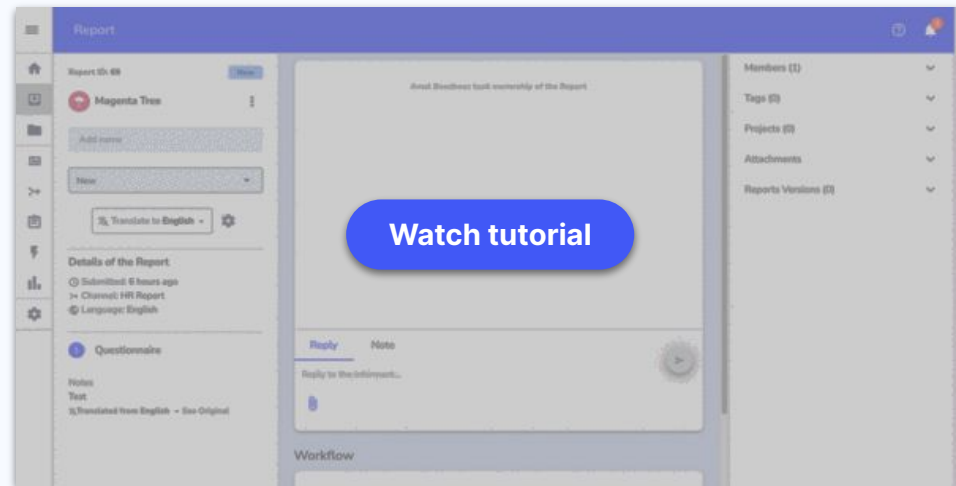 Report
Report ID: 69
New
Magenta Tree
Add name
New
Translate to English
Details of the Report
Submitted: 6 hours ago
Channel: HR Report
Language: English
Questionnaire
Notes
Test
Translated from English • See Original
took ownership of the Report
Watch tutorial
Reply Note
Reply to the
Workflow
Members (1)
Tags (0)
Projects (0)
Attachments
Reports Versions (0)